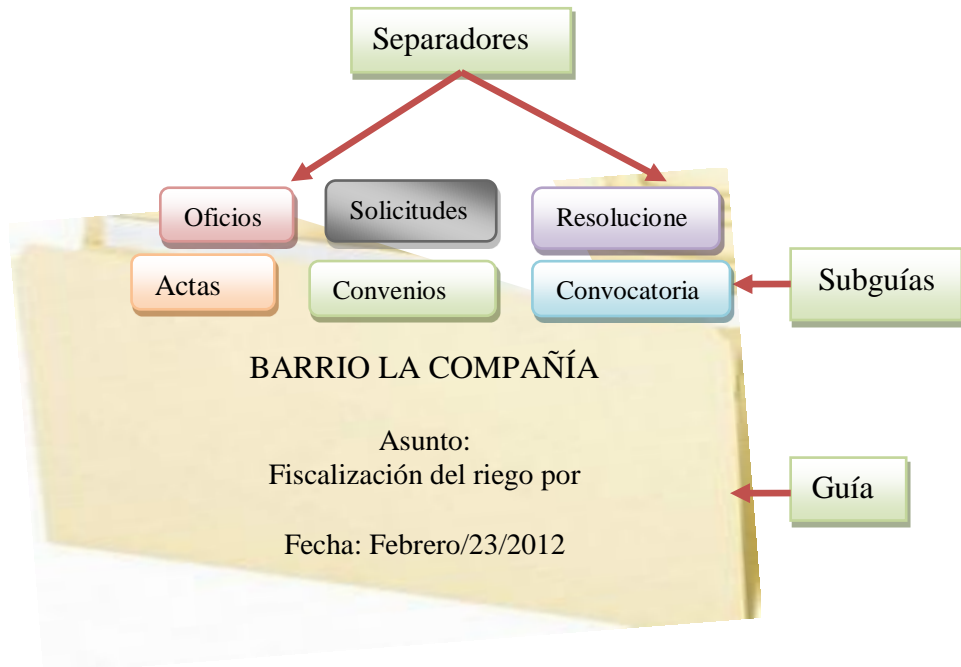 Separadores
Oficios
Solicitudes
Resolucione
Actas
Convenios
Convocatoria
Subguías
BARRIO LA COMPAÑÍA
Asunto:
Fiscalización del riego por
Guía
Fecha: Febrero/23/2012